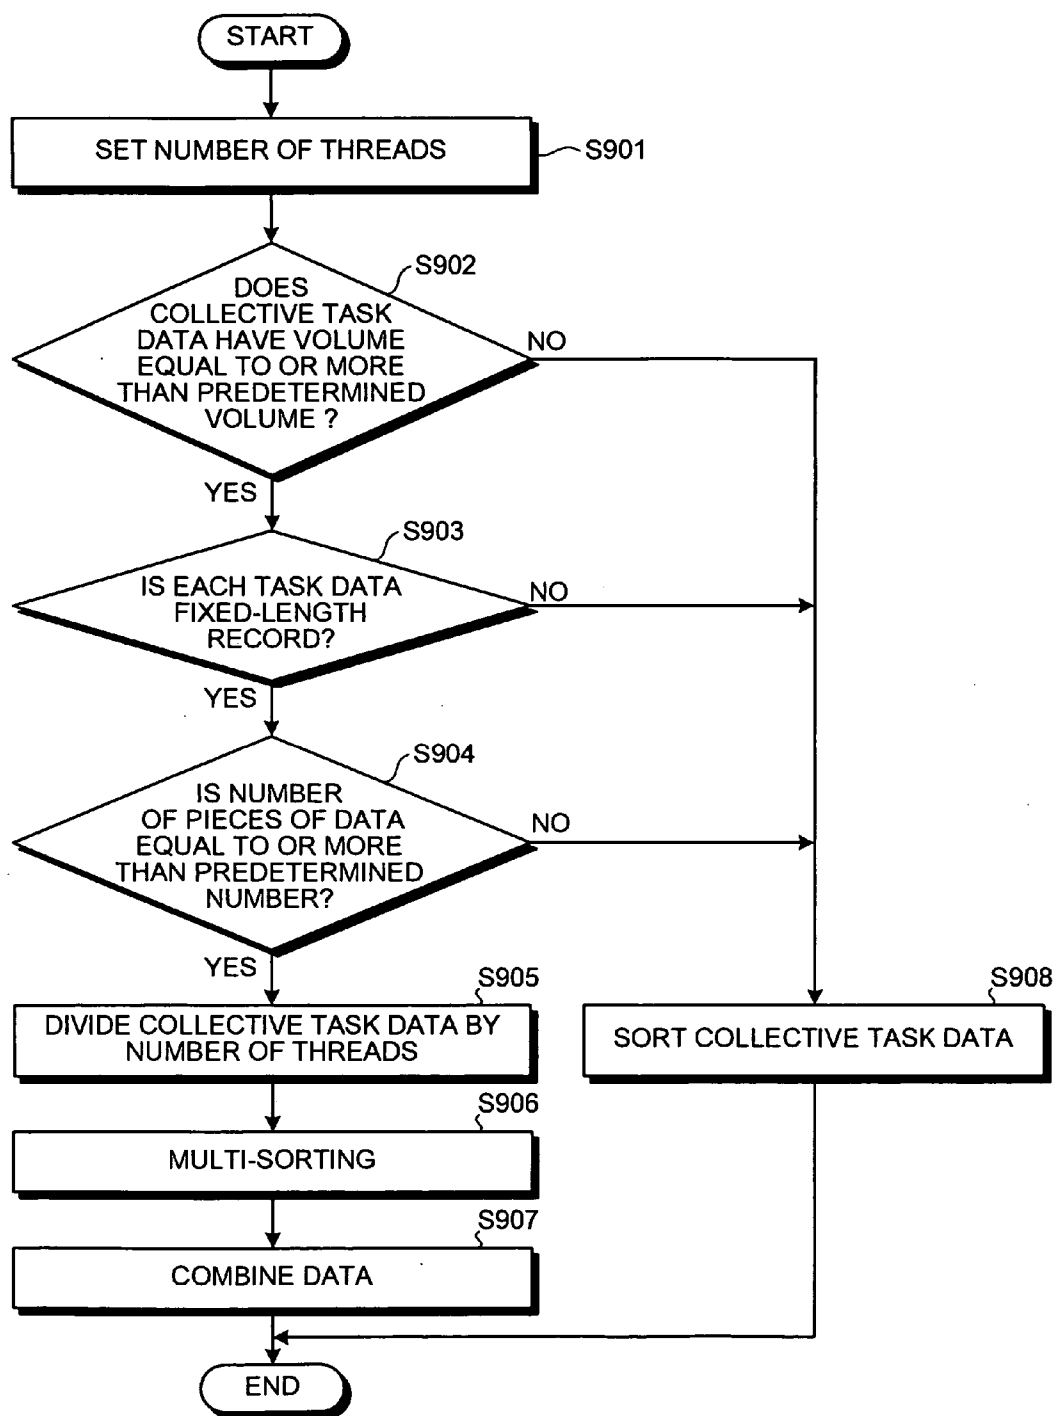 START
SET NUMBER OF THREADS
S901
S902
DOES
COLLECTIVE TASK
DATA HAVE VOLUME
EQUAL TO OR MORE
THAN PREDETERMINED
VOLUME ?
NO
YES
S903
IS EACH TASK DATA
FIXED-LENGTH
RECORD?
NO
YES
S904
IS NUMBER
OF PIECES OF DATA
EQUAL TO OR MORE
THAN PREDETERMINED
NUMBER?
NO
YES
S905
DIVIDE COLLECTIVE TASK DATA BY
NUMBER OF THREADS
S908
SORT COLLECTIVE TASK DATA
S906
MULTI-SORTING
S907
COMBINE DATA
END